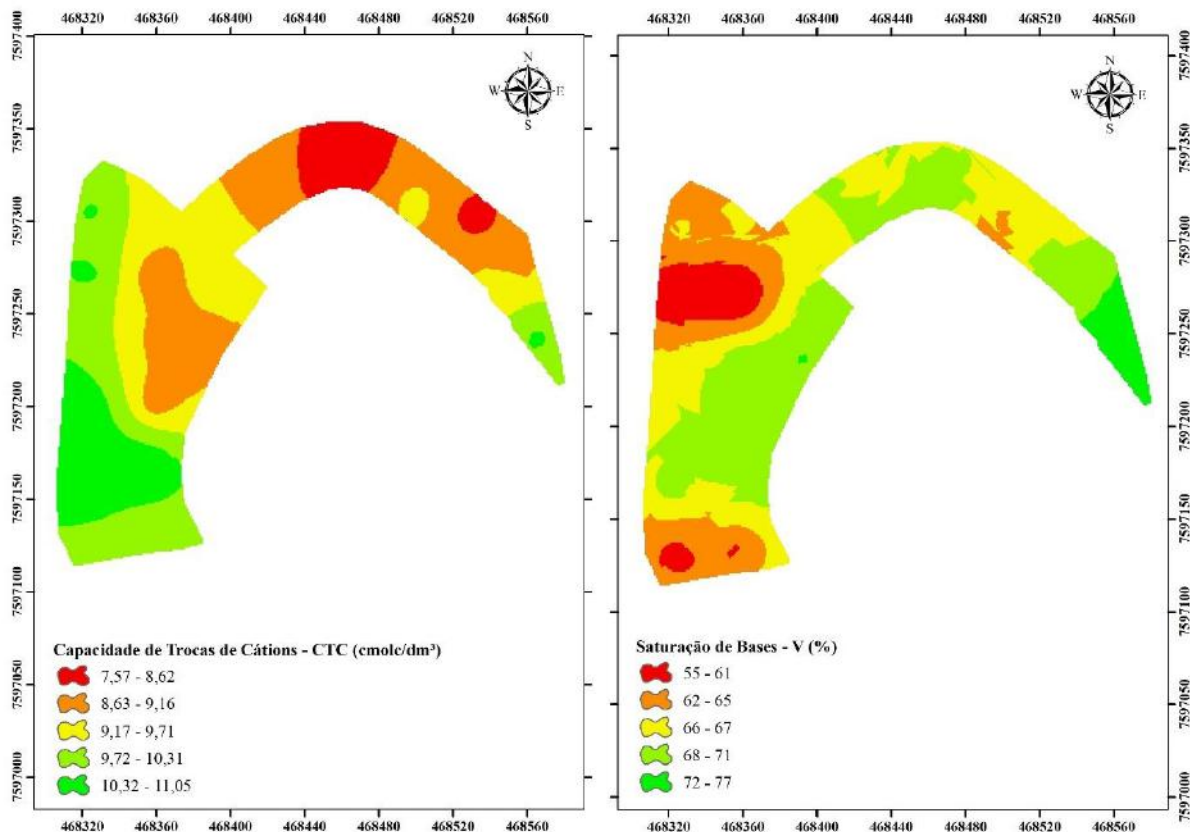 468320 468360 468400 468440 468480 468520 468560
468320 468360 468400 468440 468480 468520 468560
7597400
7597350
7597300
7597250
7597200
7597150
7597100
7597050
7597000
N
W E
S
Capacidade de Trocas de Cátions - CTC (cmolc/dm³)
7,57 - 8,62
8,63 - 9,16
9,17 - 9,71
9,72 - 10,31
10,32 - 11,05
N
W E
S
Saturação de Bases - V (%)
55 - 61
62 - 65
66 - 67
68 - 71
72 - 77
7597400
7597350
7597300
7597250
7597200
7597150
7597100
7597050
7597000
468320 468360 468400 468440 468480 468520 468560
468320 468360 468400 468440 468480 468520 468560